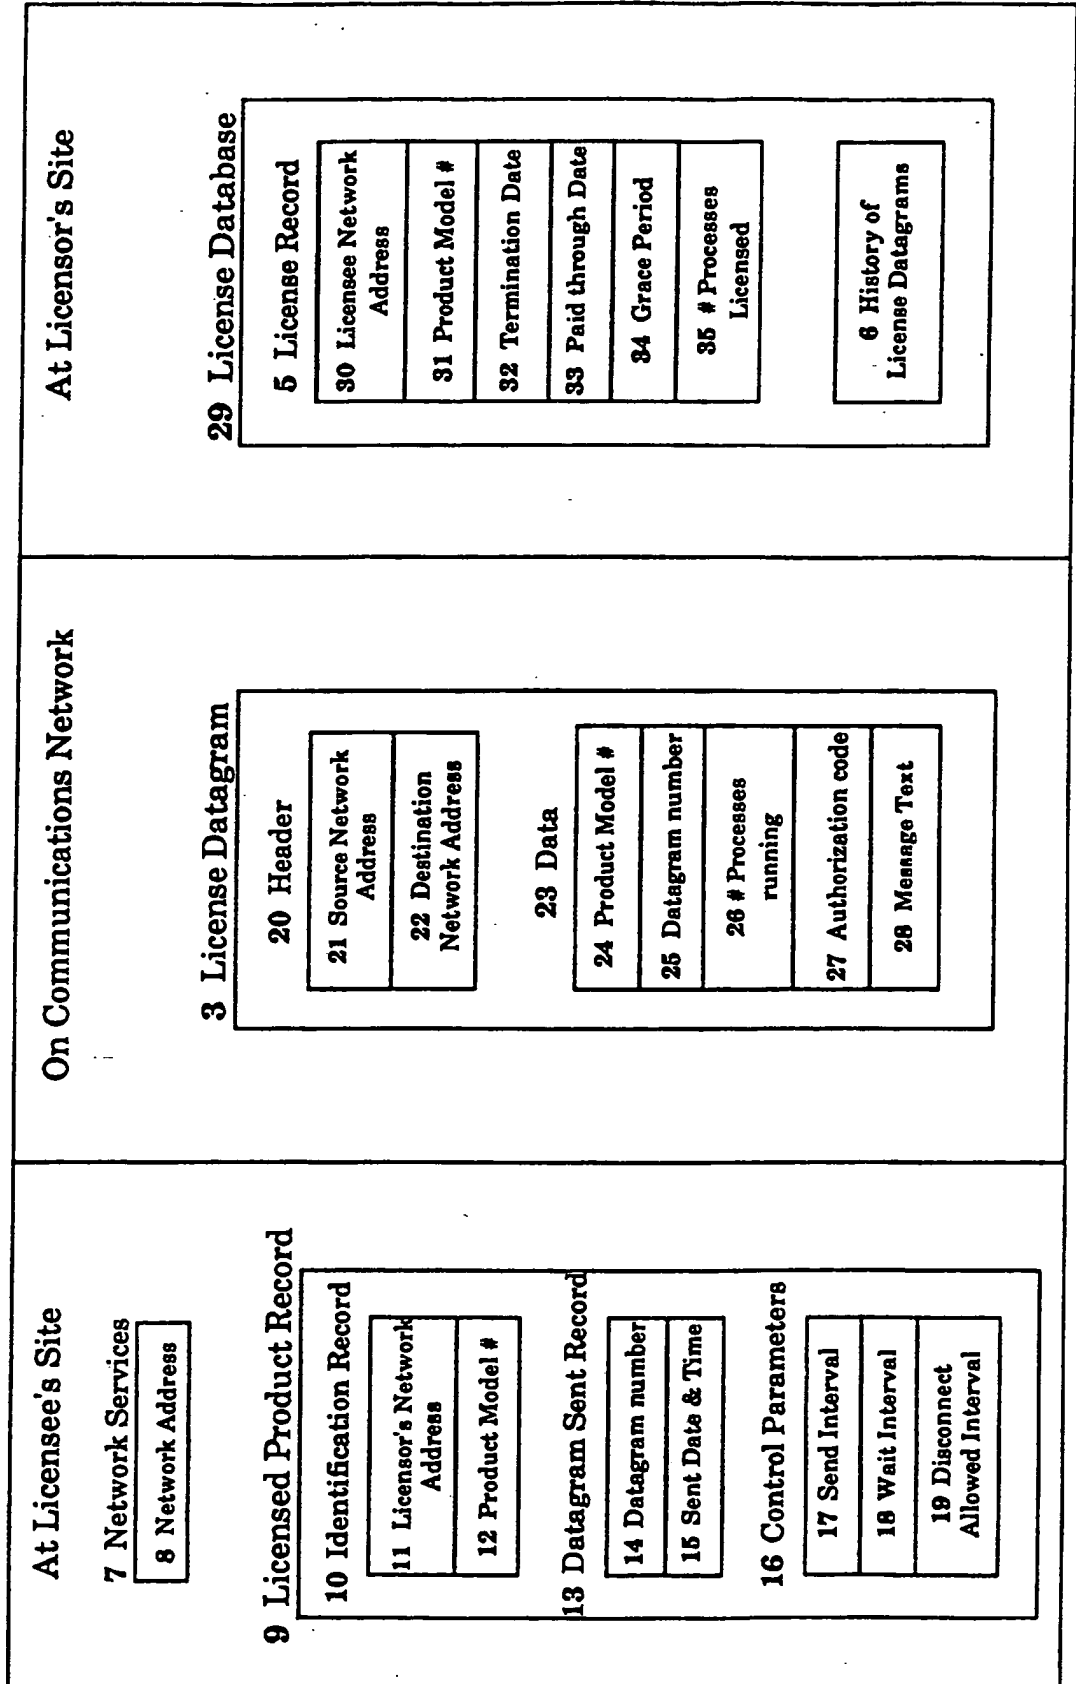 At Licensee's Site
7 Network Services
8 Network Address
9 Licensed Product Record
10 Identification Record
11 Licensor's Network
Address
12 Product Model #
13 Datagram Sent Record
14 Datagram number
15 Sent Date & Time
16 Control Parameters
17 Send Interval
18 Wait Interval
19 Disconnect
Allowed Interval
On Communications Network
3 License Datagram
20 Header
21 Source Network
Address
22 Destination
Network Address
23 Data
24 Product Model #
25 Datagram number
26 # Processes
running
27 Authorization code
28 Message Text
At Licensor's Site
29 License Database
5 License Record
30 Licensee Network
Address
31 Product Model #
32 Termination Date
33 Paid through Date
34 Grace Period
35 # Processes
Licensed
6 History of
License Datagrams